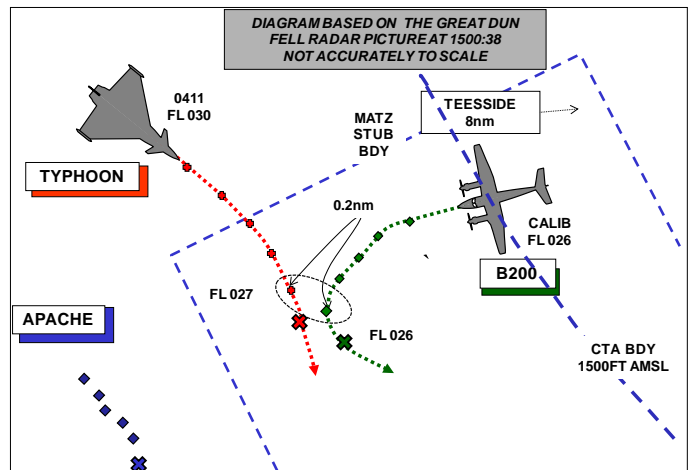 DIAGRAM BASED ON THE GREAT DUN
FELL RADAR PICTURE AT 1500:38
NOT ACCURATELY TO SCALE
0411
FL 030
TYPHOON
MATZ
STUB
BDY
TEESSIDE
8nm
0.2nm
CALIB
FL 026
B200
FL 027
FL 026
APACHE
CTA BDY
1500FT AMSL